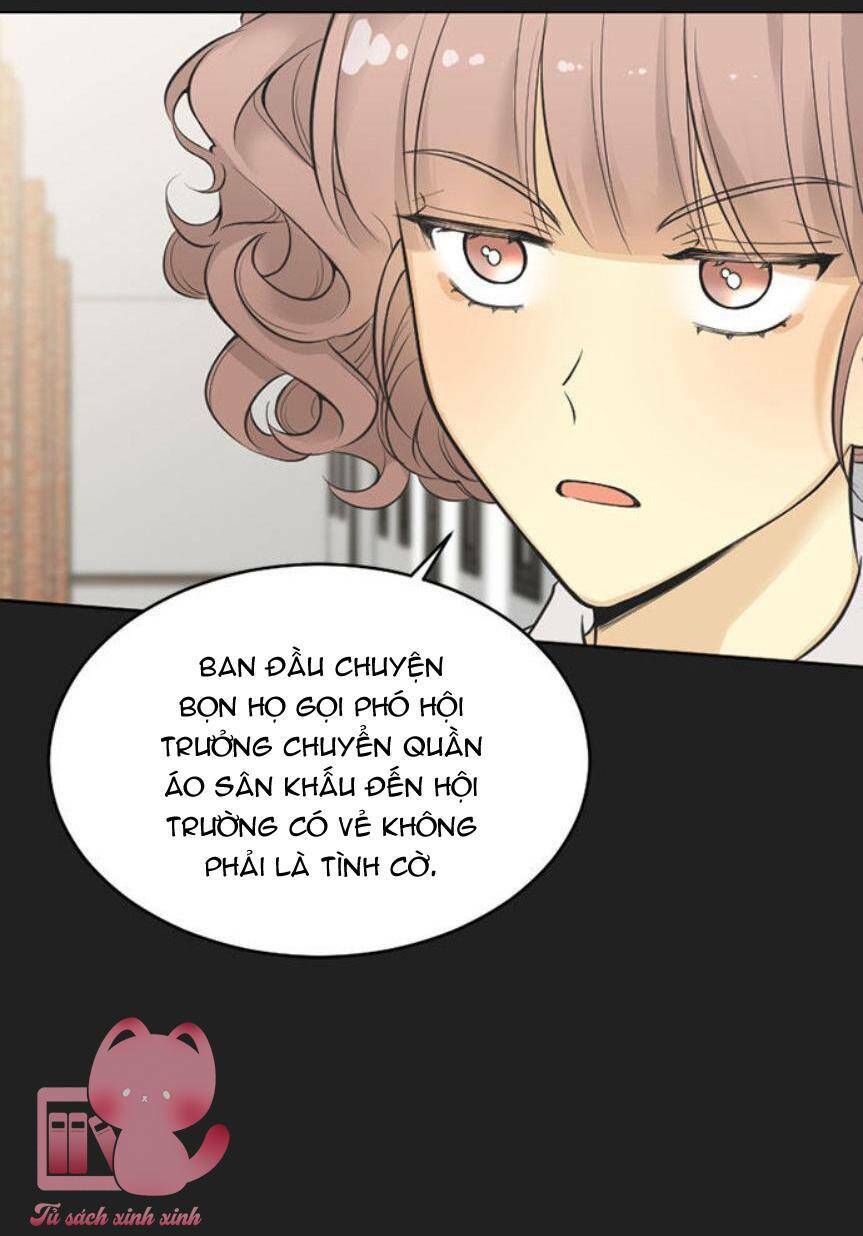 BAN ĐẦU CHUYỆN
BỌN HỌ GỌI PHÓ HỘI
TRƯỞNG CHUYỂN QUẦN
ÁO SÂN KHẤU ĐẾN HỘI
TRƯỜNG CÓ VẺ KHÔNG
PHẢI LÀ TÌNH CỜ.
Tủ sách xinh xinh